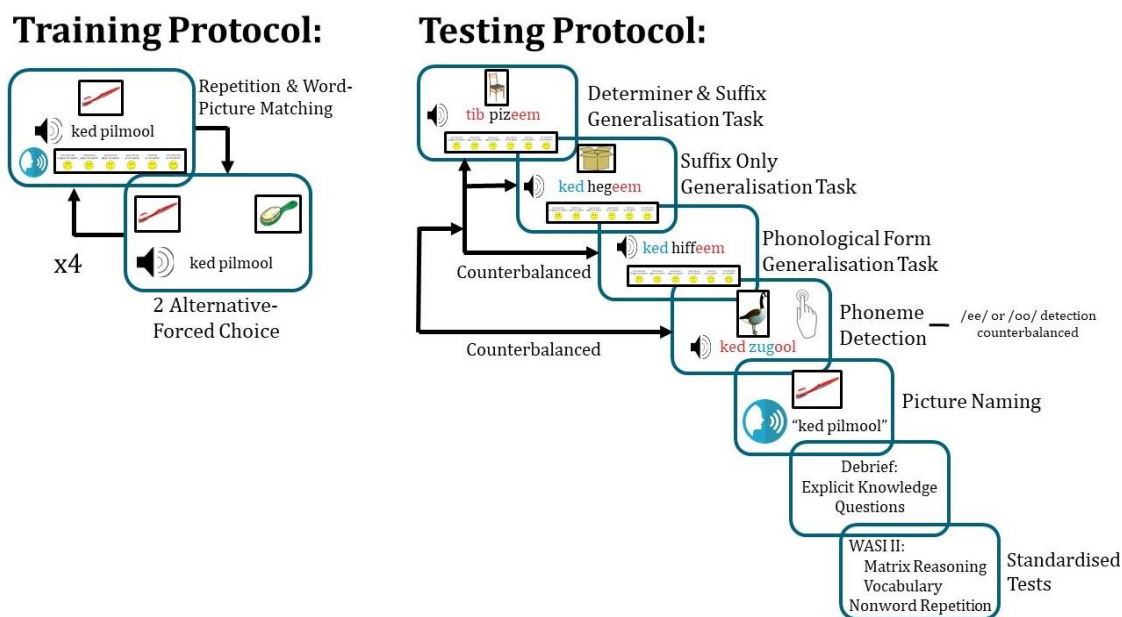 Training Protocol:
Repetition & Word-
Picture Matching
ked pilmool
ked pilmool
x4
2 Alternative-
Forced Choice
Testing Protocol:
tib pizeem
Determiner & Suffix
Generalisation Task
ked hegeem
Suffix Only
Generalisation Task
ked hiffeem
Phonological Form
Generalisation Task
Counterbalanced
ked zugool
Phoneme
Detection
/ee/ or /oo/ detection
counterbalanced
Counterbalanced
“ked pilmool”
Picture Naming
Debrief:
Explicit Knowledge
Questions
WASI II:
Matrix Reasoning
Vocabulary
Nonword Repetition
Standardised
Tests